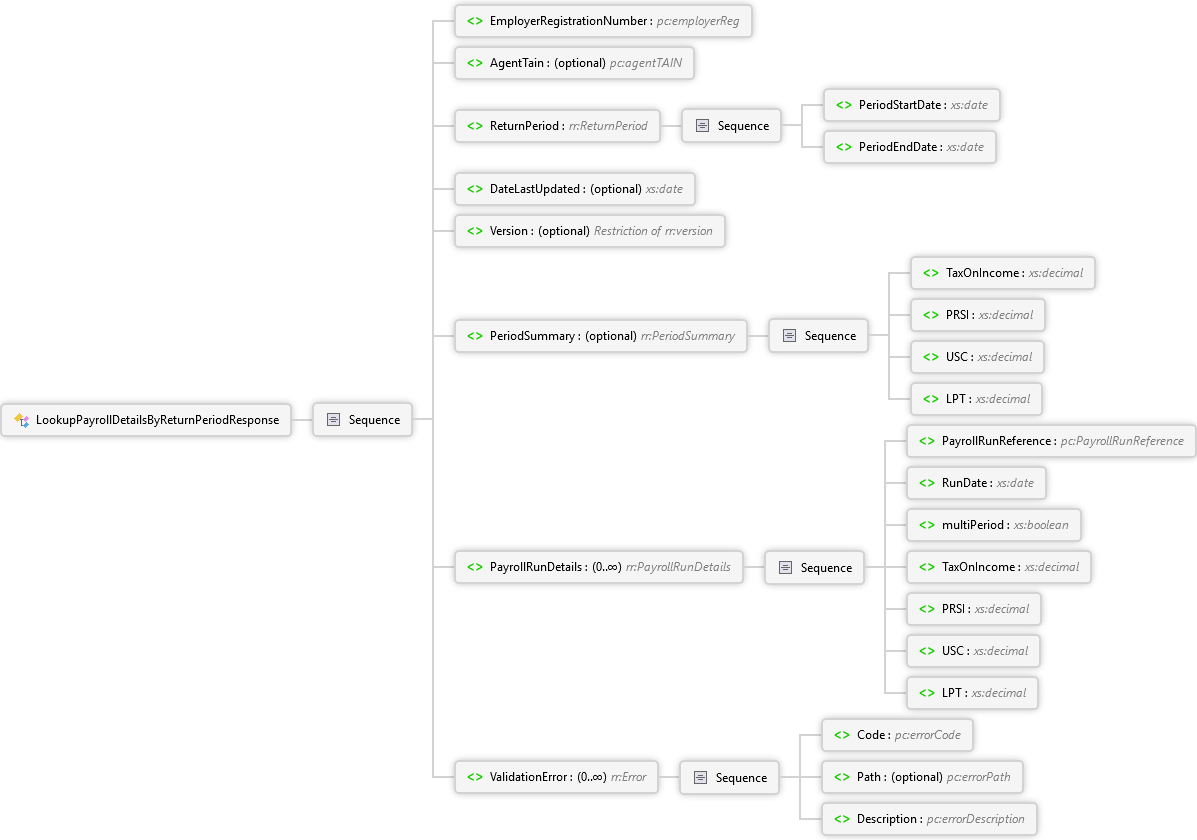 EmployerRegistrationNumber : pc:employerReg
AgentTain : (optional) pc:agentTAIN
ReturnPeriod : rr:ReturnPeriod
Sequence
PeriodStartDate : xs:date
PeriodEndDate : xs:date
DateLastUpdated : (optional) xs:date
Version : (optional) Restriction of rr:version
PeriodSummary : (optional) rr:PeriodSummary
Sequence
TaxOnIncome : xs:decimal
PRSI : xs:decimal
USC : xs:decimal
LPT : xs:decimal
LookupPayrollDetailsByReturnPeriodResponse
Sequence
PayrollRunDetails : (0..∞) rr:PayrollRunDetails
Sequence
PayrollRunReference : pc:PayrollRunReference
RunDate : xs:date
multiPeriod : xs:boolean
TaxOnIncome : xs:decimal
PRSI : xs:decimal
USC : xs:decimal
LPT : xs:decimal
ValidationError : (0..∞) rr:Error
Sequence
Code : pc:errorCode
Path : (optional) pc:errorPath
Description : pc:errorDescription